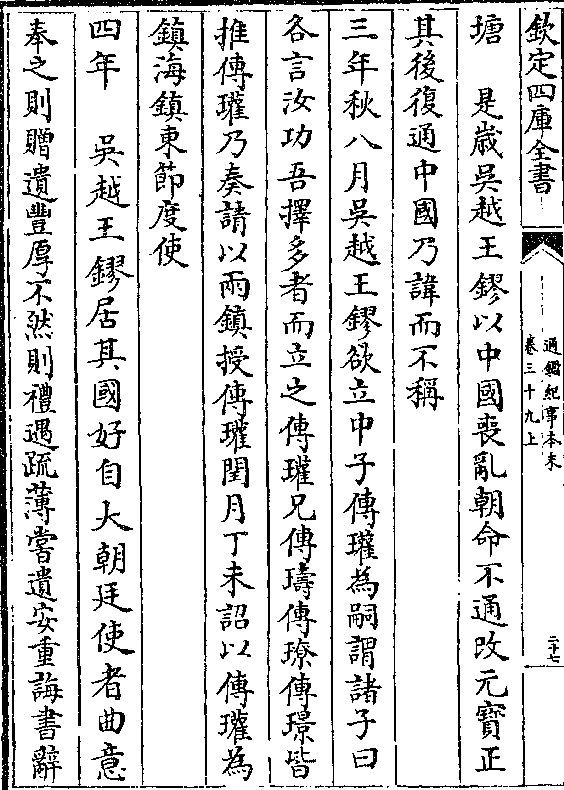 欽定四庫全書
通鑑紀事本末
卷三十九上
二十七
塘　是歲吳越王鏐以中國喪亂朝命不通改元寶正
其後復通中國乃諱而不稱
三年秋八月吳越王鏐欲立中子傳瓘為嗣謂諸子曰
各言汝功吾擇多者而立之傳瓘兄傳璹傳璙傳璟皆
推傳瓘乃奏請以兩鎮授傳瓘閏月丁未詔以傳瓘為
鎮海鎮東節度使
四年　吳越王鏐居其國好自大朝廷使者曲意
奉之則贈遺豐厚不然則禮遇疏薄嘗遺安重誨書辭